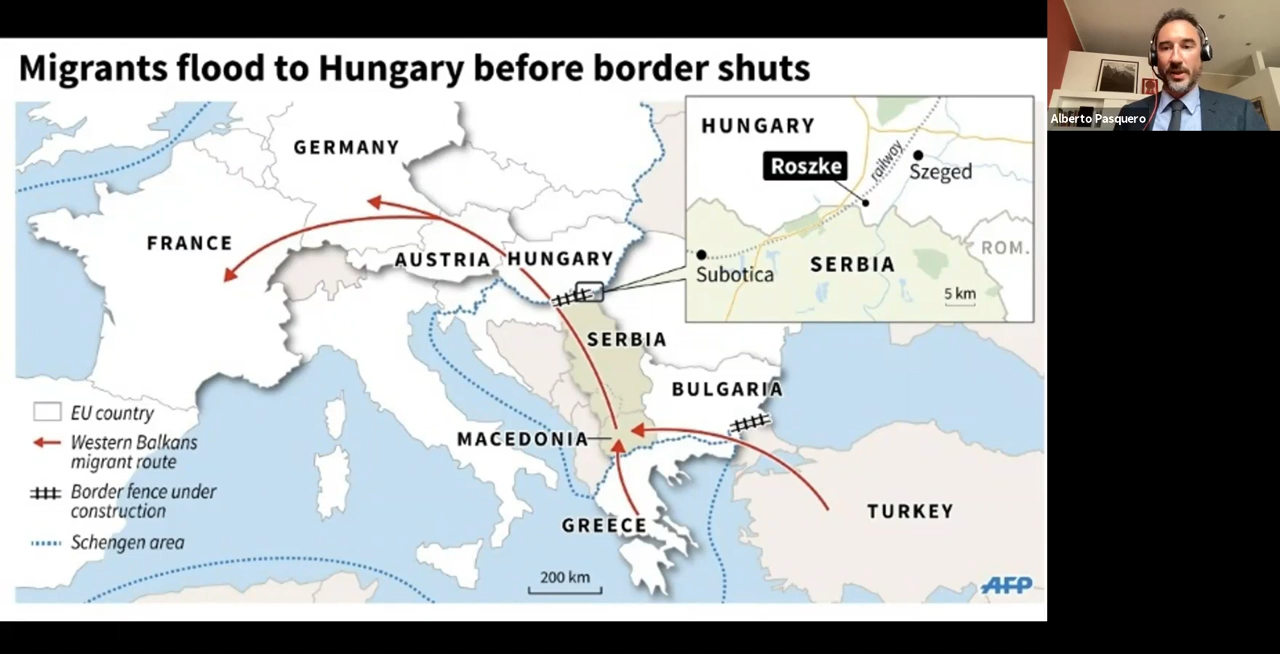 Migrants flood to Hungary before border shuts
Alberto Pasquero
GERMANY
FRANCE
AUSTRIA
HUNGARY
SERBIA
BULGARIA
MACEDONIA
GREECE
TURKEY
HUNGARY
Roszke
railway
Szeged
ROM.
Subotica
SERBIA
5 km
EU country
Western Balkans
migrant route
Border fence under
construction
Schengen area
200 km
AFP